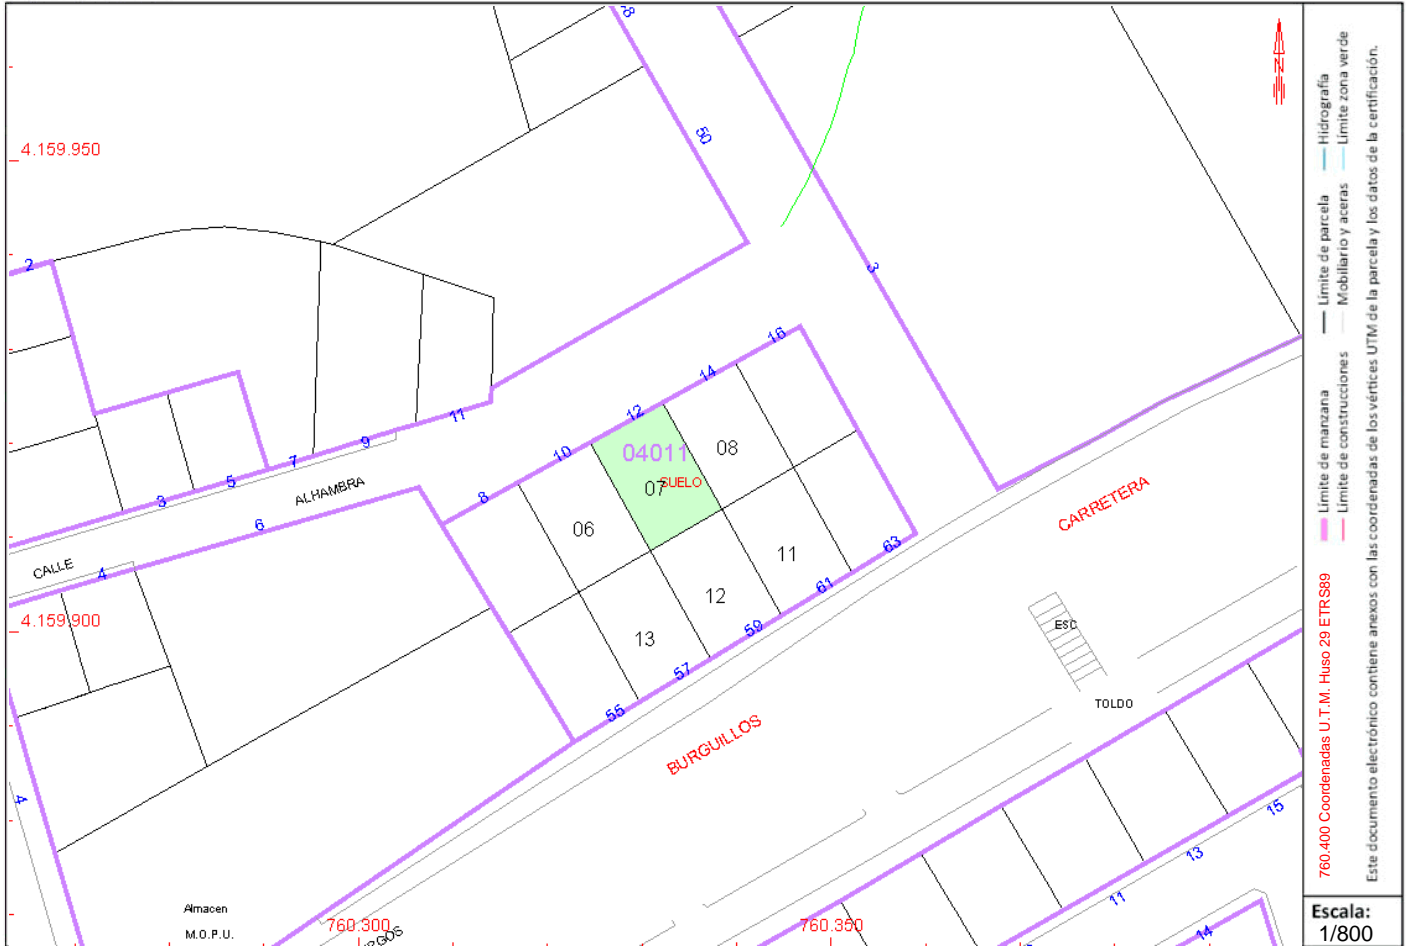 58
4.159.950
50
2
3
16
14
12
10
8
11
9
7
5
3
6
4
04011
SUELO
07
08
06
ALHAMBRA
CALLE
11
12
13
63
61
59
57
55
CARRETERA
BURGUILLOS
4.159.900
ESC
TOLDO
4
15
13
11
14
Almacen
M.O.P.U.
760.300
760.350
N
Hidrografía
Límite zona verde
Límite de parcela
Mobiliario y aceras
Límite de manzana
Límite de construcciones
760.400 Coordenadas U.T.M. Huso 29 ETRS89
Este documento electrónico contiene anexos con las coordenadas de los vértices UTM de la parcela y los datos de la certificación.
Escala:
1/800